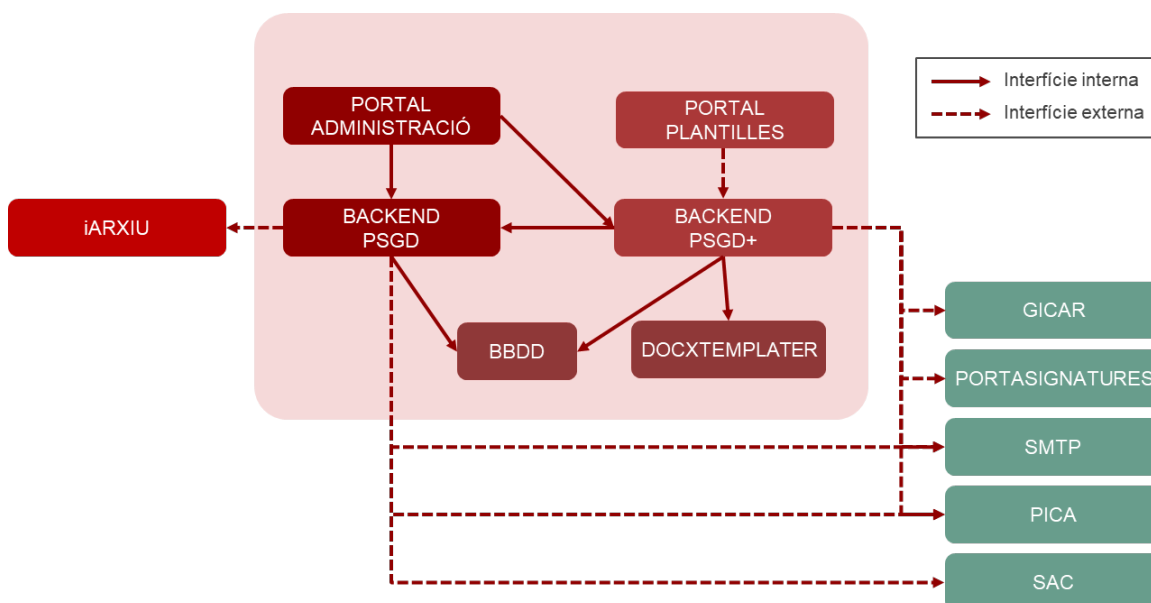 PORTAL
ADMINISTRACIÓ
PORTAL
PLANTILLES
Interfície interna
Interfície externa
iARXIU
BACKEND
PSGD
BACKEND
PSGD+
BBDD
DOCXTEMPLATER
GICAR
PORTASIGNATURES
SMTP
PICA
SAC